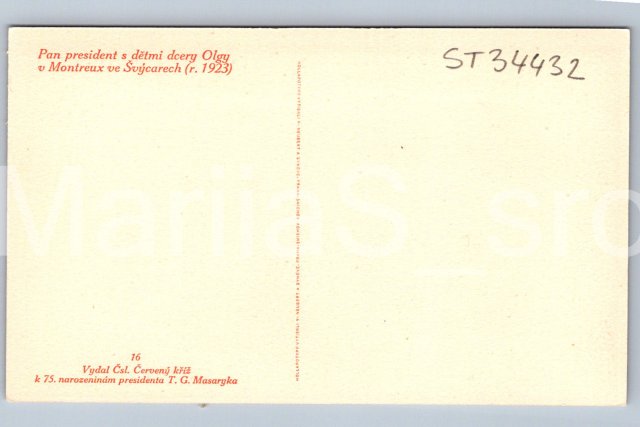 Pan president s dětmi dcery Olgy
v Montreux ve Švýcarech (r. 1923)
ST34432
MariiaS_sro
16
Vydal Čsl. Červený kříž
k 75. narozeninám presidenta T. G. Masaryka